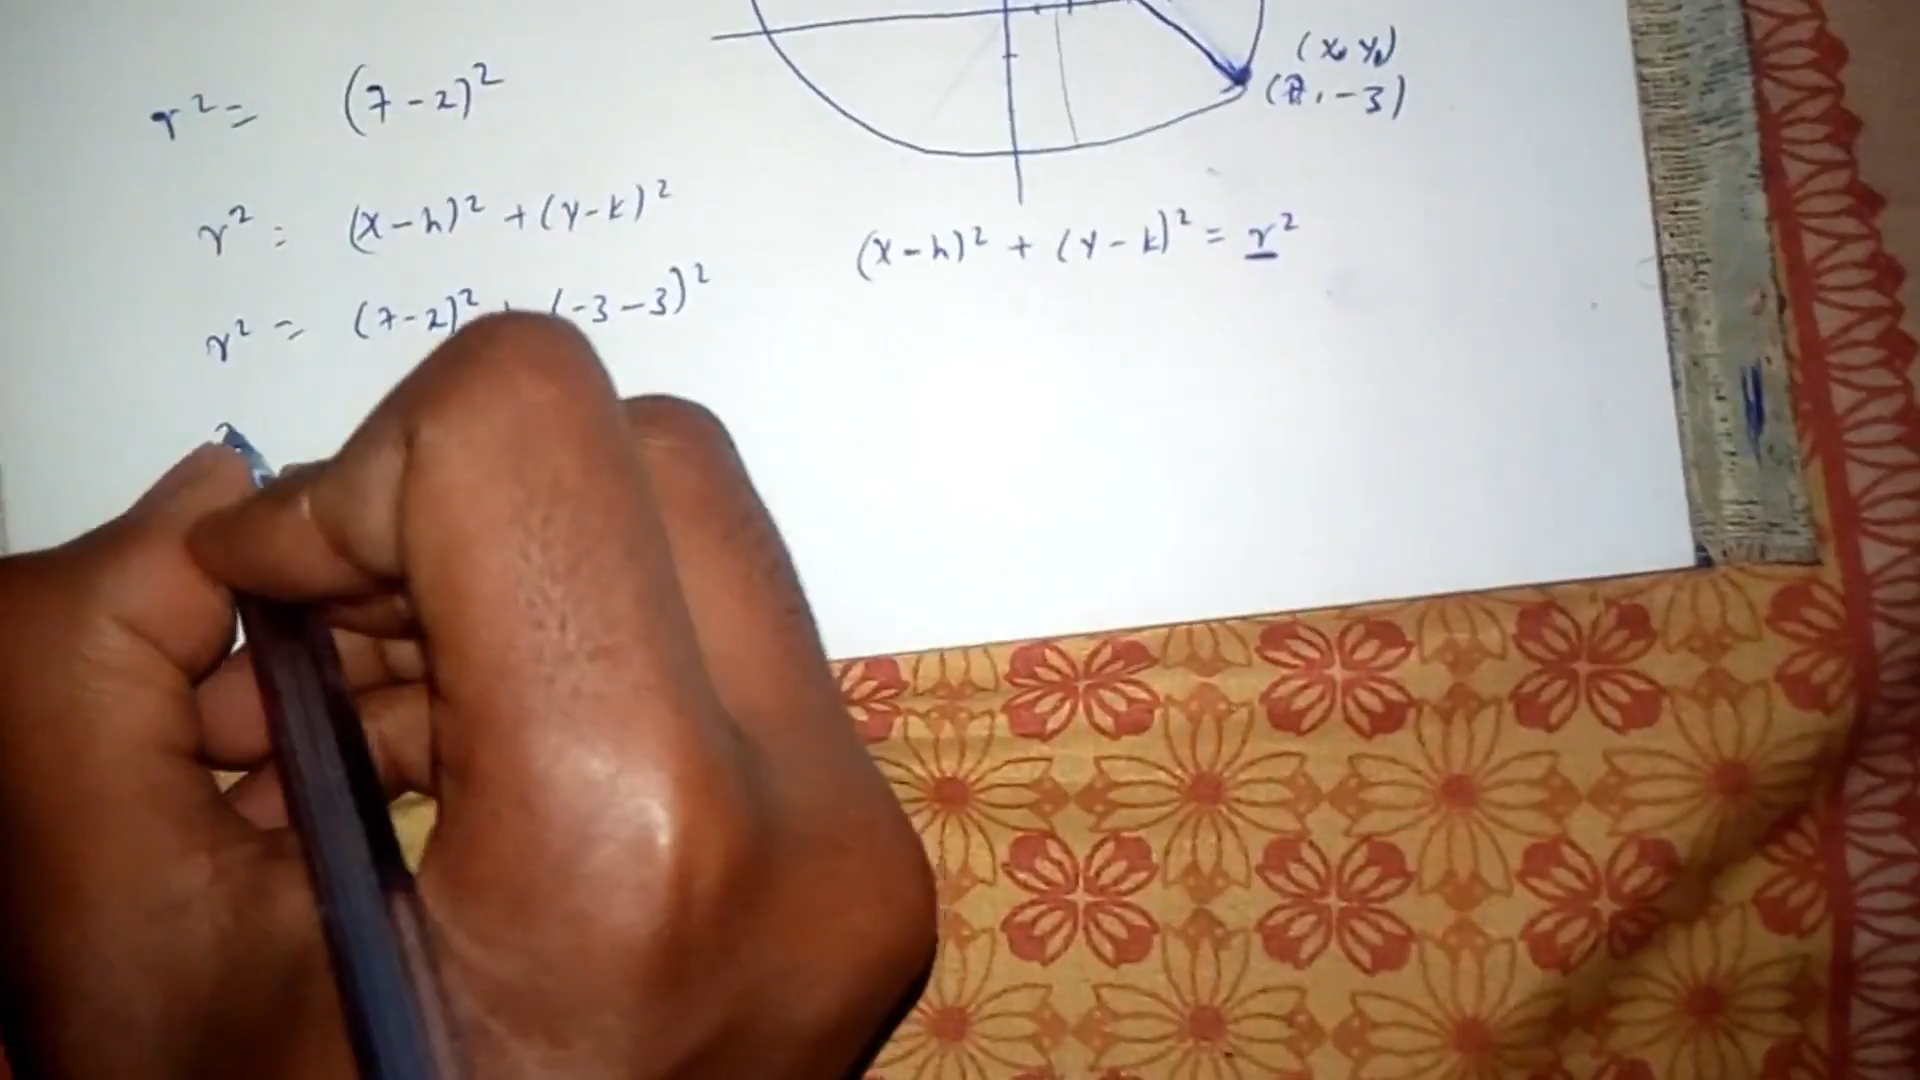 (x, y)
(7, -3)
r² = (7-2)²
r² = (x-h)² + (y-k)²
(x-h)² + (y-k)² = r²
r² = (7-2)² + (-3-3)²